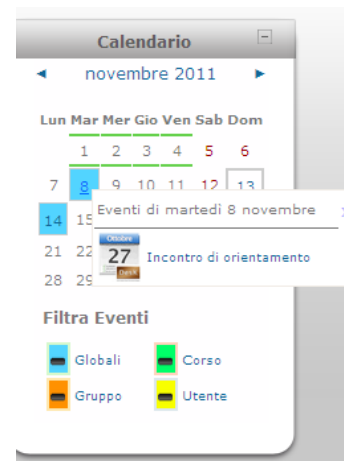 Calendario
◄ novembre 2011 ►
Lun Mar Mer Gio Ven Sab Dom
1 2 3 4 5 6
7 8 9 10 11 12 13
Eventi di martedì 8 novembre x
14 15
Ottobre
27 Incontro di orientamento
Desk
21 22
28 29
Filtra Eventi
Globali Corso
Gruppo Utente